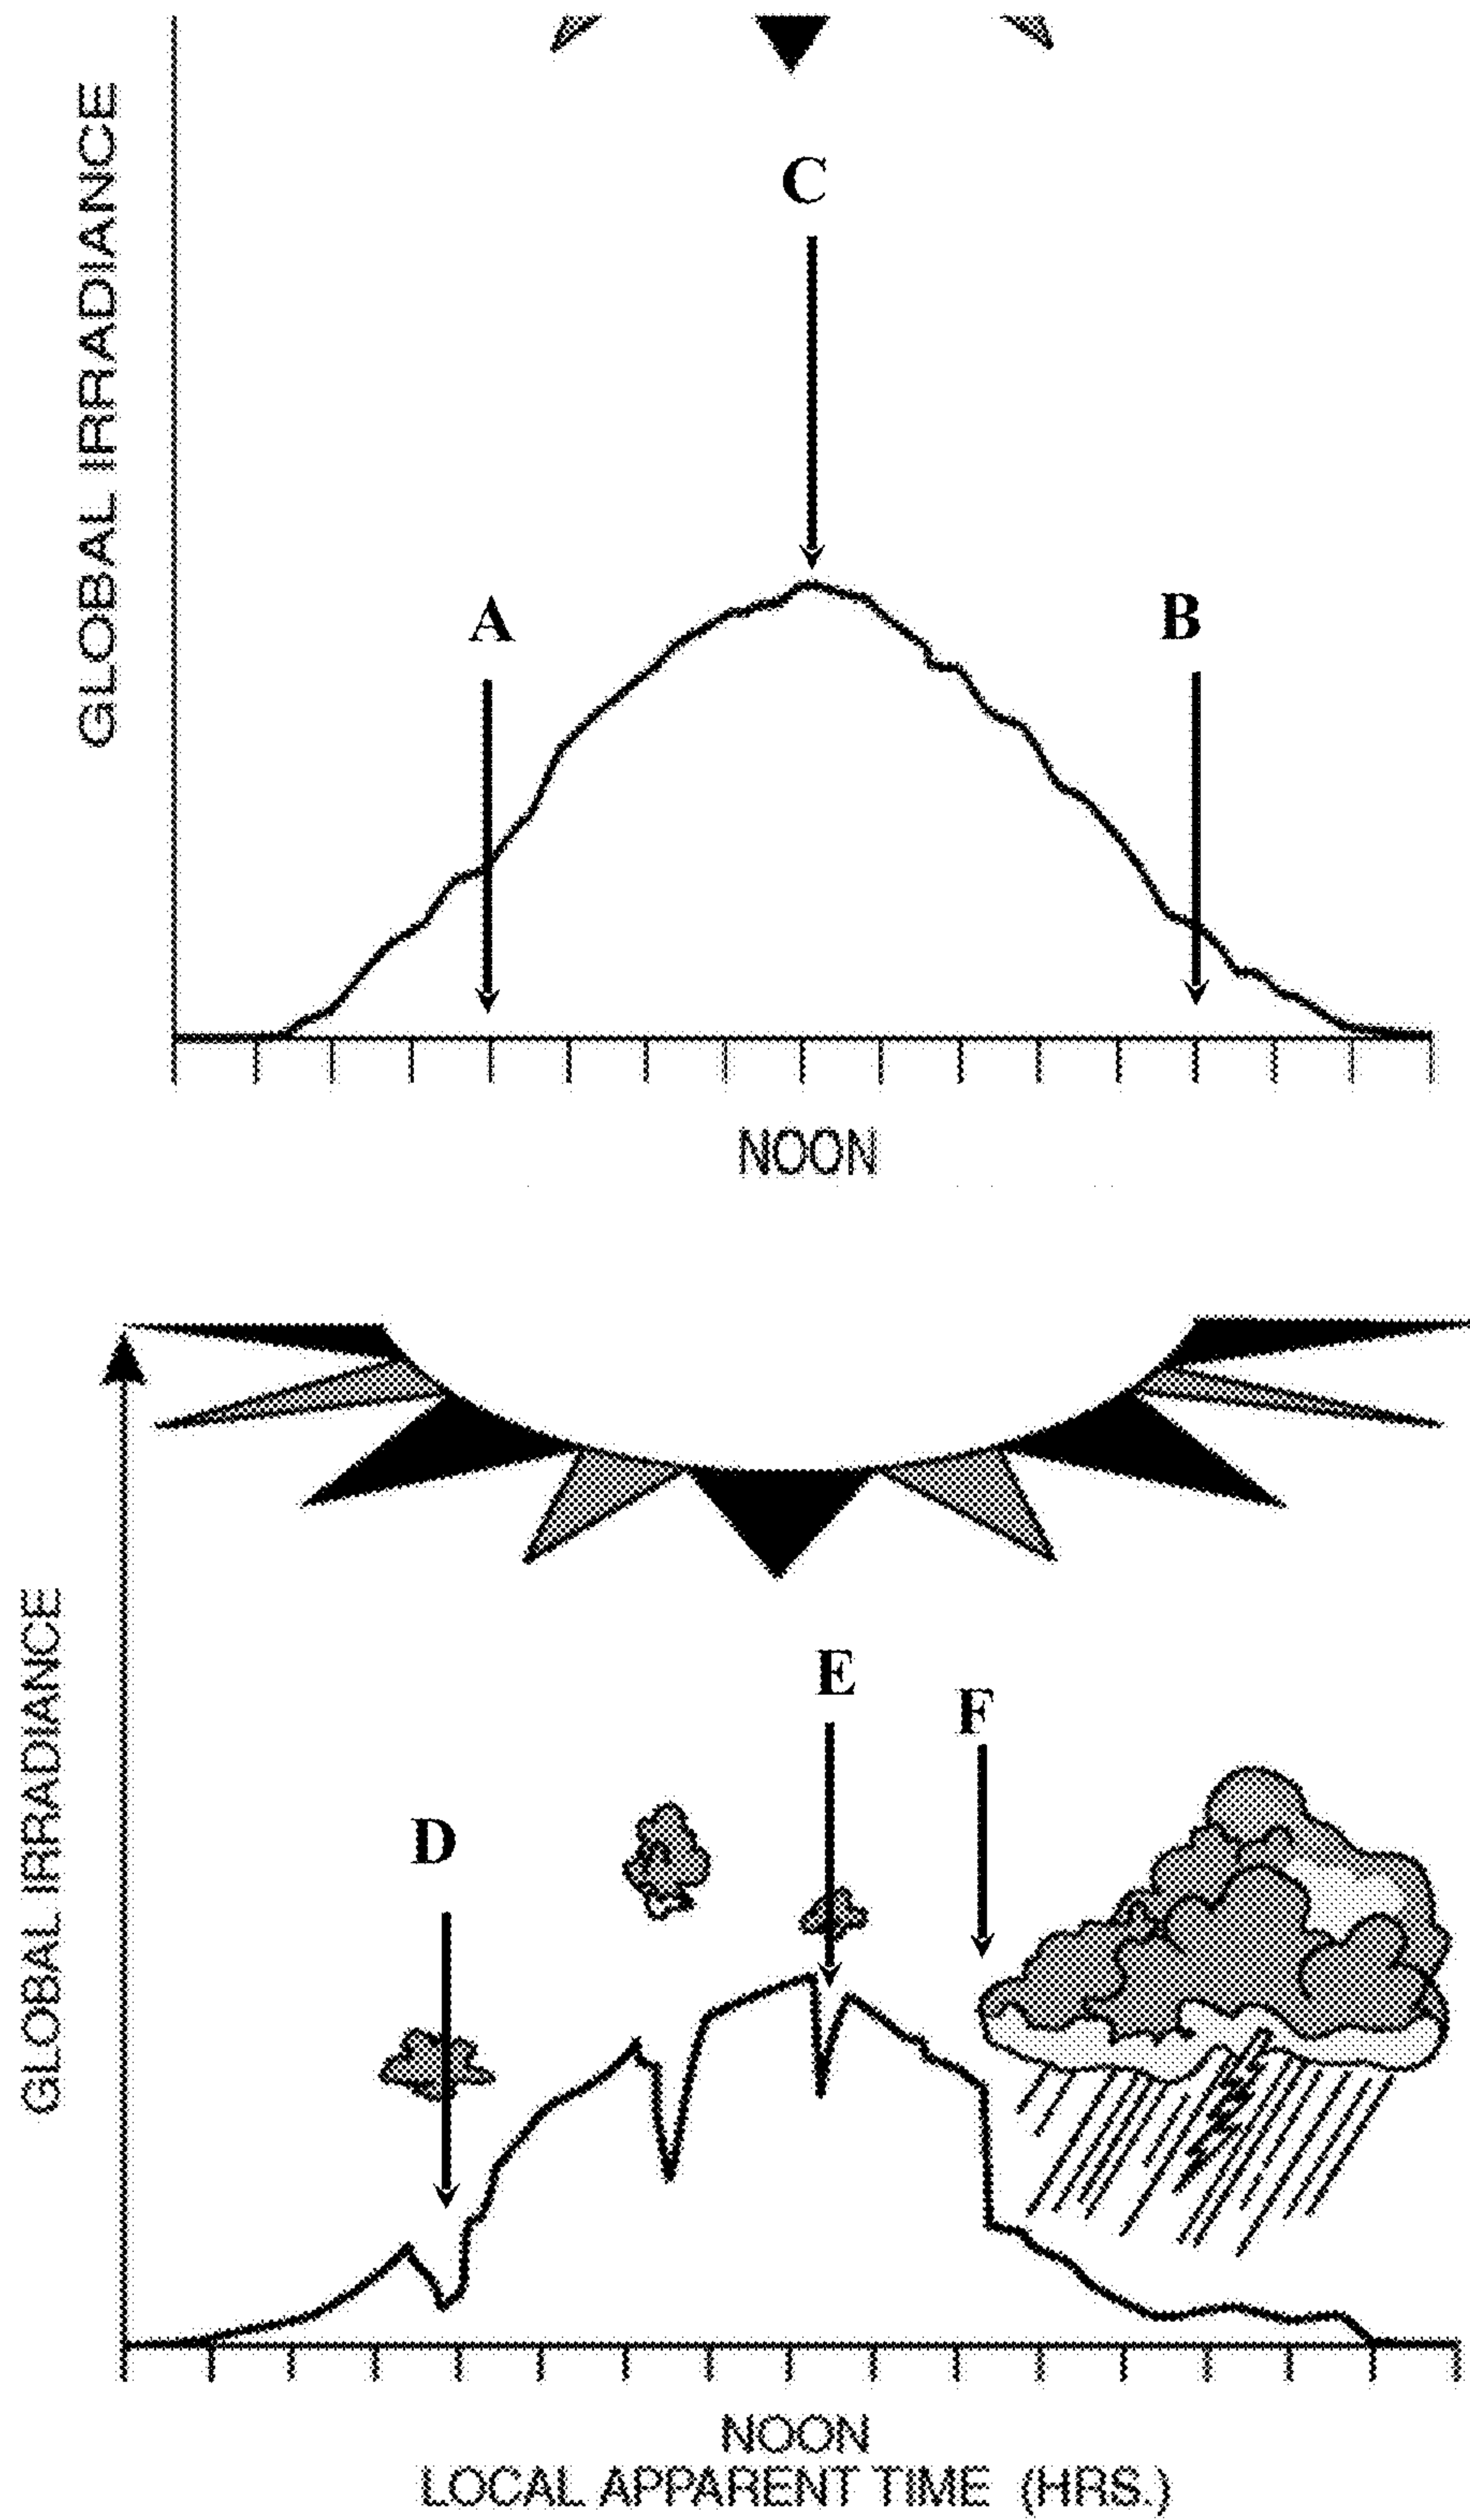 GLOBAL IRRADIANCE
C
A
B
NOON
GLOBAL IRRADIANCE
E
F
D
NOON
LOCAL APPARENT TIME (HRS.)